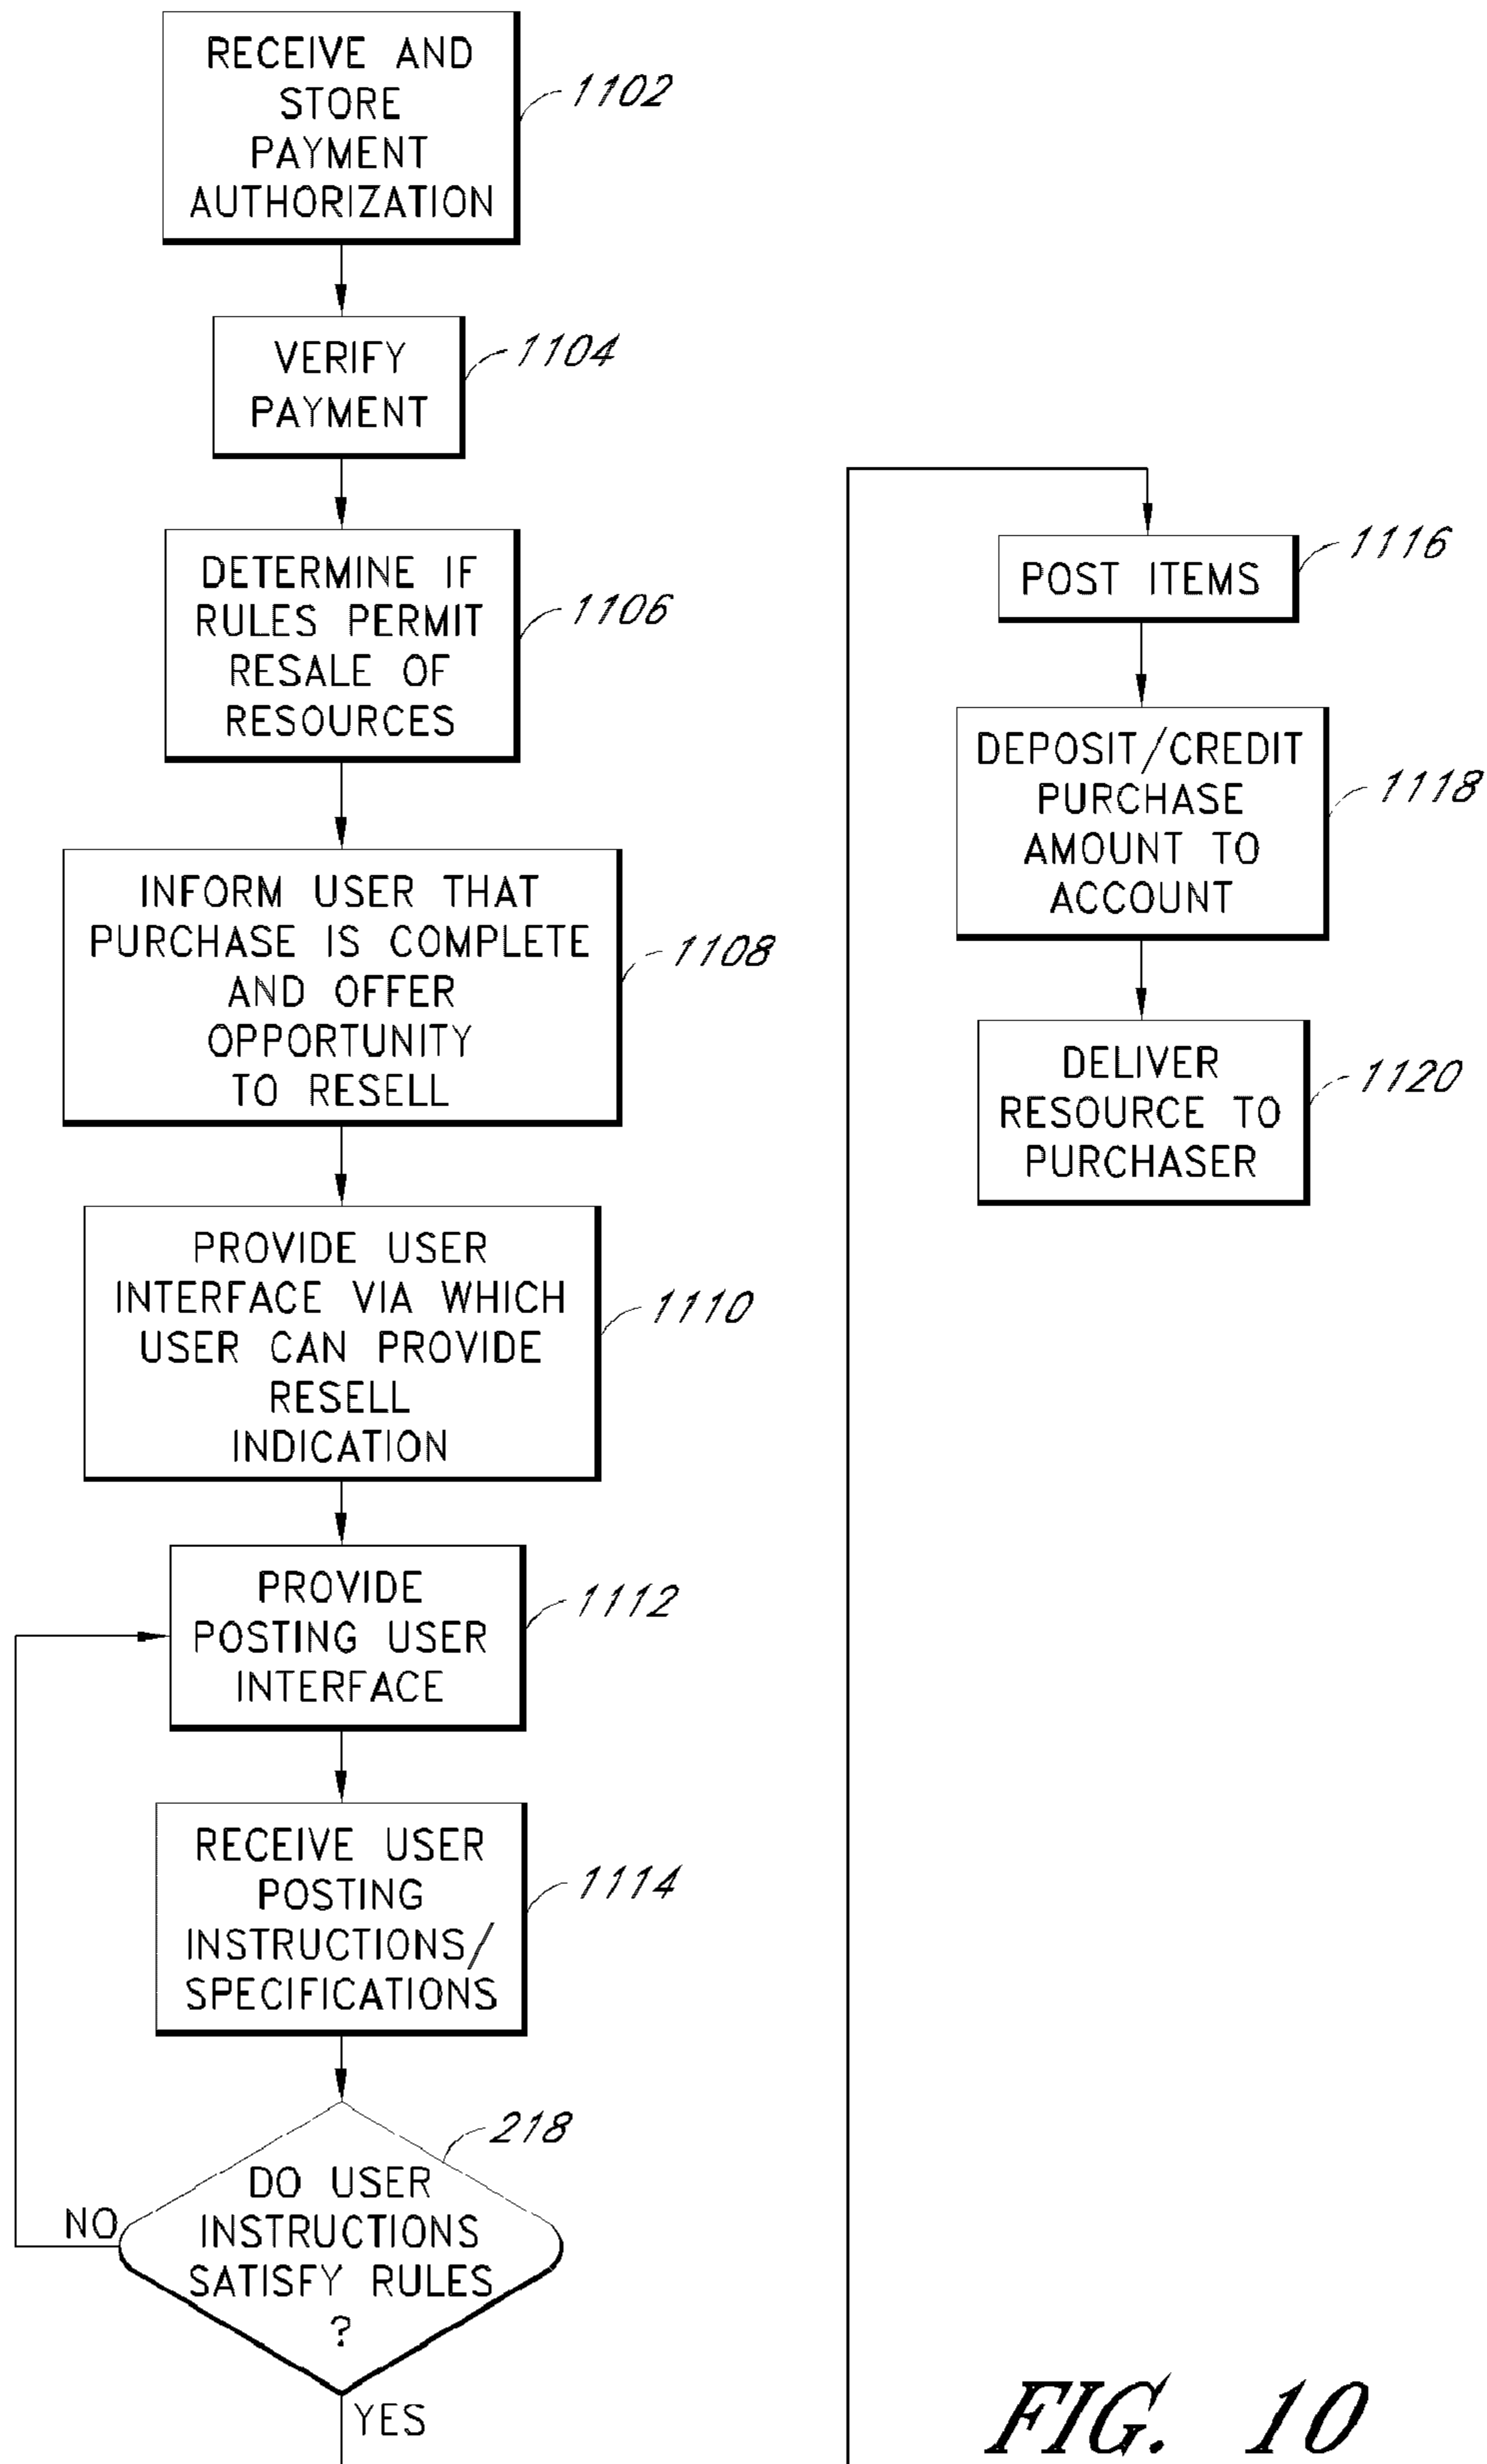 RECEIVE AND
STORE
PAYMENT
AUTHORIZATION
1102
VERIFY
PAYMENT
1104
DETERMINE IF
RULES PERMIT
RESALE OF
RESOURCES
1106
INFORM USER THAT
PURCHASE IS COMPLETE
AND OFFER
OPPORTUNITY
TO RESELL
1108
PROVIDE USER
INTERFACE VIA WHICH
USER CAN PROVIDE
RESELL
INDICATION
1110
PROVIDE
POSTING USER
INTERFACE
1112
RECEIVE USER
POSTING
INSTRUCTIONS/
SPECIFICATIONS
1114
DO USER
INSTRUCTIONS
SATISFY RULES
?
218
NO
YES
POST ITEMS
1116
DEPOSIT/CREDIT
PURCHASE
AMOUNT TO
ACCOUNT
1118
DELIVER
RESOURCE TO
PURCHASER
1120
FIG. 10